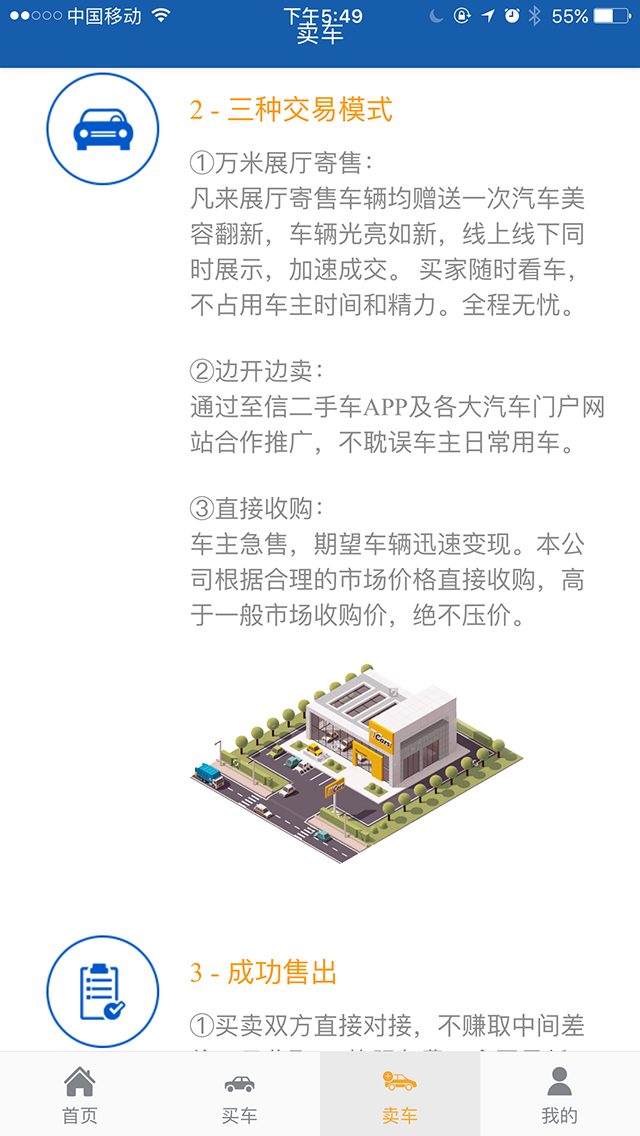 中国移动 下午5:49 55%
卖车
2 - 三种交易模式
①万米展厅寄售：
凡来展厅寄售车辆均赠送一次汽车美
容翻新，车辆光亮如新，线上线下同
时展示，加速成交。 买家随时看车，
不占用车主时间和精力。全程无忧。
②边开边卖：
通过至信二手车APP及各大汽车门户网
站合作推广，不耽误车主日常用车。
③直接收购：
车主急售，期望车辆迅速变现。本公
司根据合理的市场价格直接收购，高
于一般市场收购价，绝不压价。
Cars
3 - 成功售出
①买卖双方直接对接，不赚取中间差
首页 买车 卖车 我的